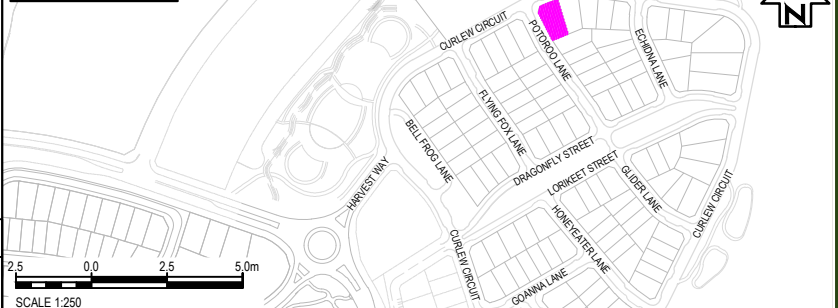 N
CURLEW CIRCUIT
POTOROO LANE
ECHIDNA LANE
FLYING FOX LANE
BELL FROG LANE
DRAGONFLY STREET
LORIKEET STREET
HARVEST WAY
GLIDER LANE
CURLEW CIRCUIT
HONEYEATER LANE
CURLEW CIRCUIT
GOANNA LANE
2.5 0.0 2.5 5.0m
SCALE 1:250